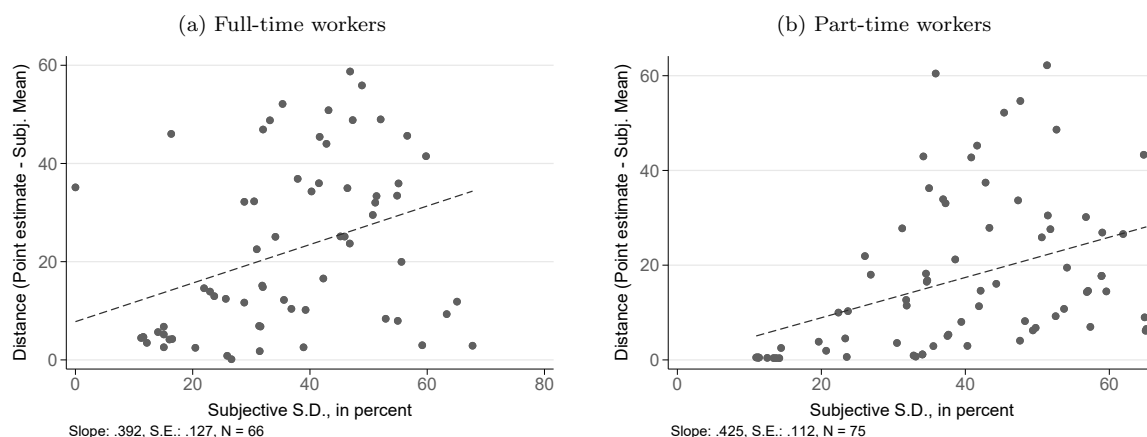 (a) Full-time workers
Distance (Point estimate - Subj. Mean)
60
40
20
0
0 20 40 60 80
Subjective S.D., in percent
Slope: .392, S.E.: .127, N = 66
(b) Part-time workers
Distance (Point estimate - Subj. Mean)
60
40
20
0
0 20 40 60
Subjective S.D., in percent
Slope: .425, S.E.: .112, N = 75